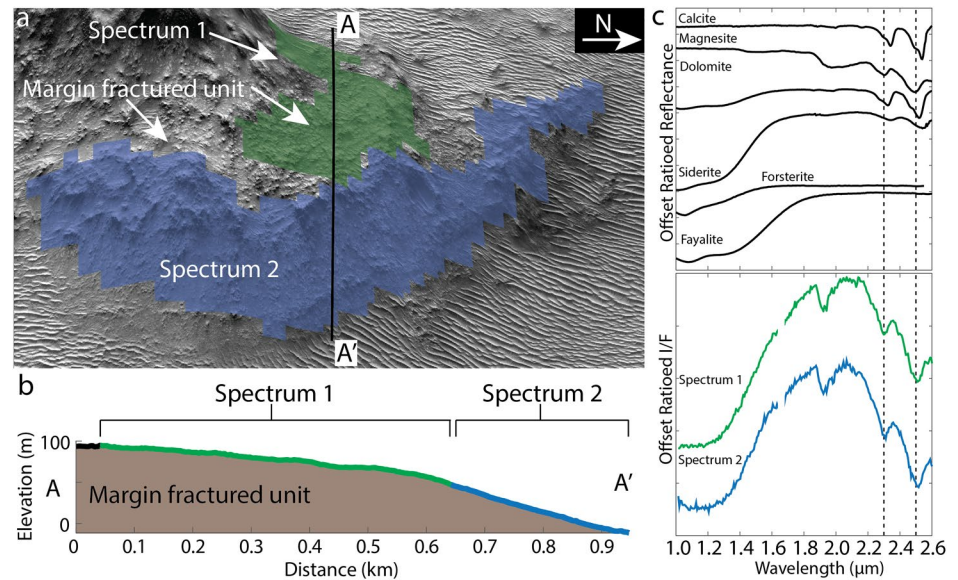 a
Spectrum 1
Margin fractured unit
A
N
Spectrum 2
A’
b
Spectrum 1
Spectrum 2
Elevation (m)
100
0
A
A’
Margin fractured unit
0
0.1
0.2
0.3
0.4
0.5
0.6
0.7
0.8
0.9
Distance (km)
c
Offset Ratioed Reflectance
Calcite
Magnesite
Dolomite
Siderite
Forsterite
Fayalite
Offset Ratioed I/F
Spectrum 1
Spectrum 2
1.0
1.2
1.4
1.6
1.8
2.0
2.2
2.4
2.6
Wavelength (μm)